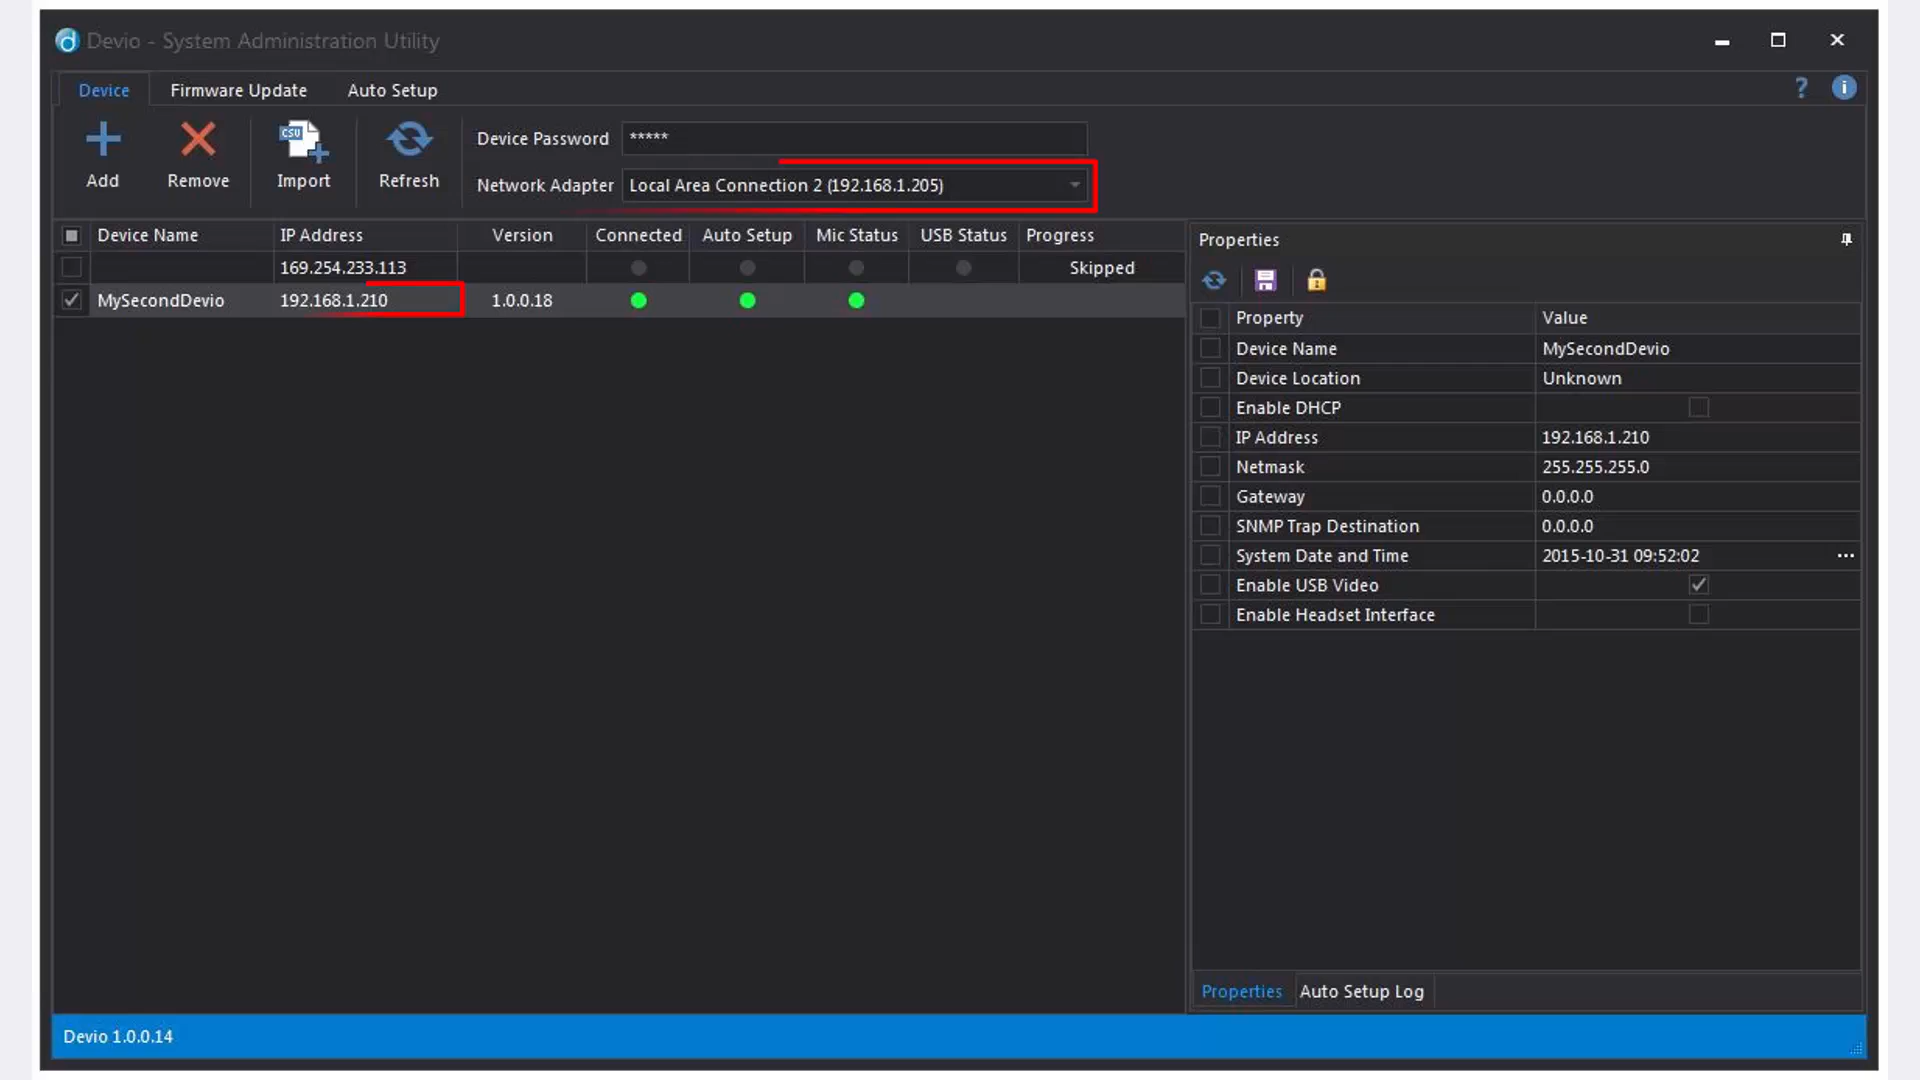 Devio - System Administration Utility
Device Firmware Update Auto Setup
Add Remove Import Refresh
CSV
Device Password *****
Network Adapter Local Area Connection 2 (192.168.1.205)
Device Name IP Address Version Connected Auto Setup Mic Status USB Status Progress
169.254.233.113 Skipped
MySecondDevio 192.168.1.210 1.0.0.18
Properties
Property Value
Device Name MySecondDevio
Device Location Unknown
Enable DHCP
IP Address 192.168.1.210
Netmask 255.255.255.0
Gateway 0.0.0.0
SNMP Trap Destination 0.0.0.0
System Date and Time 2015-10-31 09:52:02 ...
Enable USB Video
Enable Headset Interface
Properties Auto Setup Log
Devio 1.0.0.14